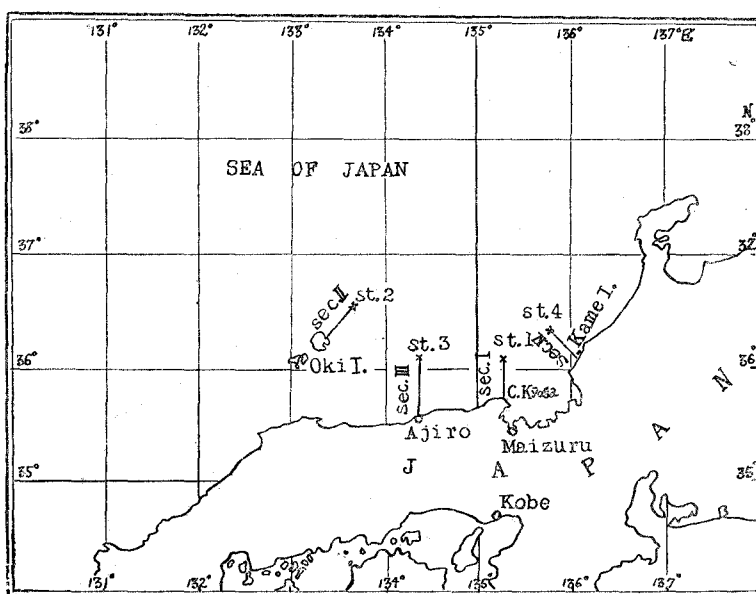 131° 132° 133° 134° 135° 136° 137°E.
N.
38° 38°
SEA OF JAPAN
37° 37°
sec.II st.2
st.4 Kame I.
st.3 st.1 sec.IV
36° Oki I. 36°
sec.III sec.I C.Kyoga
Ajiro
Maizuru
J A P A N
35° 35°
Kobe
131° 132° 133° 134° 135° 136° 137°